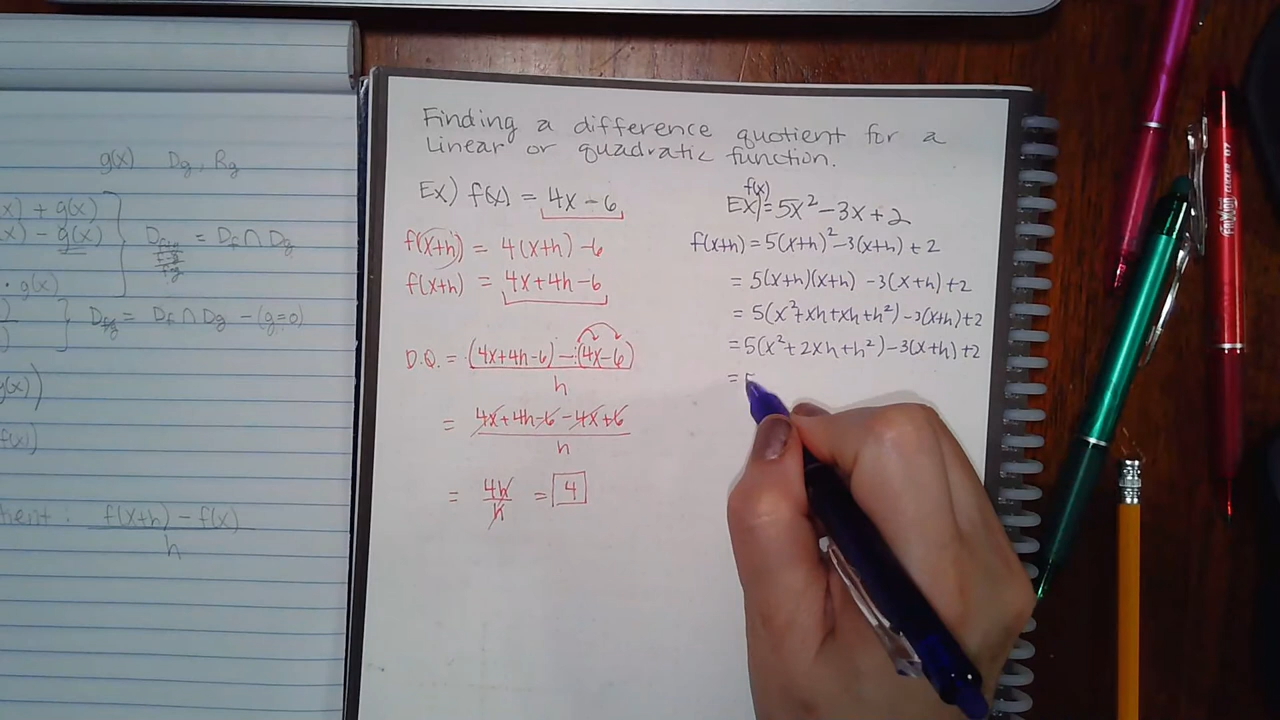 g(x) Dg, Rg
x) + g(x)
x) - g(x)
D = Df ∩ Dg
· g(x)
Df/g = Df ∩ Dg - (g=0)
g(x))
f(x)
f(x+h) - f(x)
h
Finding a difference quotient for a
Linear or quadratic function.
Ex) f(x) = 4x - 6
f(x+h) = 4(x+h) - 6
f(x+h) = 4x+4h-6
D.Q. = (4x+4h-6) - (4x-6)
h
= 4x+4h-6-4x+6
h
= 4h/h = 4
f(x)
Ex) = 5x² - 3x + 2
f(x+h) = 5(x+h)² - 3(x+h) + 2
= 5(x+h)(x+h) - 3(x+h) + 2
= 5(x²+xh+xh+h²) - 3(x+h) + 2
= 5(x²+2xh+h²) - 3(x+h) + 2
= 5